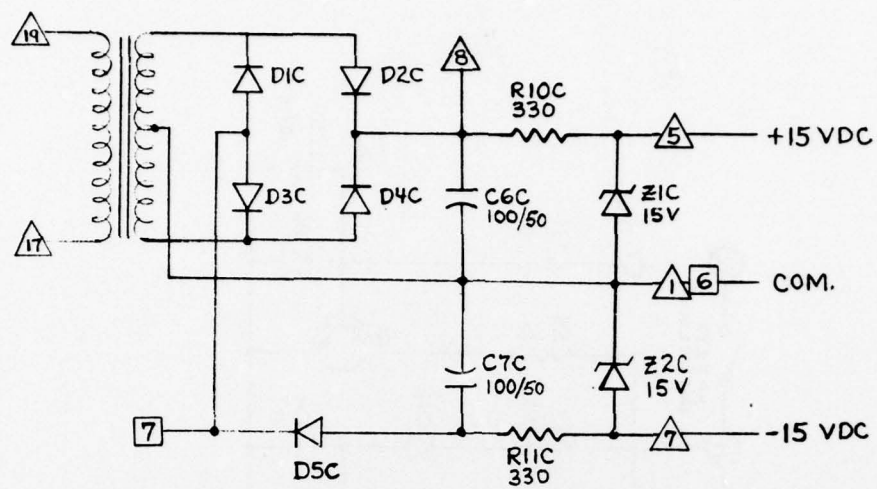 19
8
D1C
D2C
R10C
330
5
+15 VDC
D3C
D4C
C6C
100/50
Z1C
15V
17
1
6
COM.
C7C
100/50
Z2C
15V
7
D5C
R11C
330
7
-15 VDC